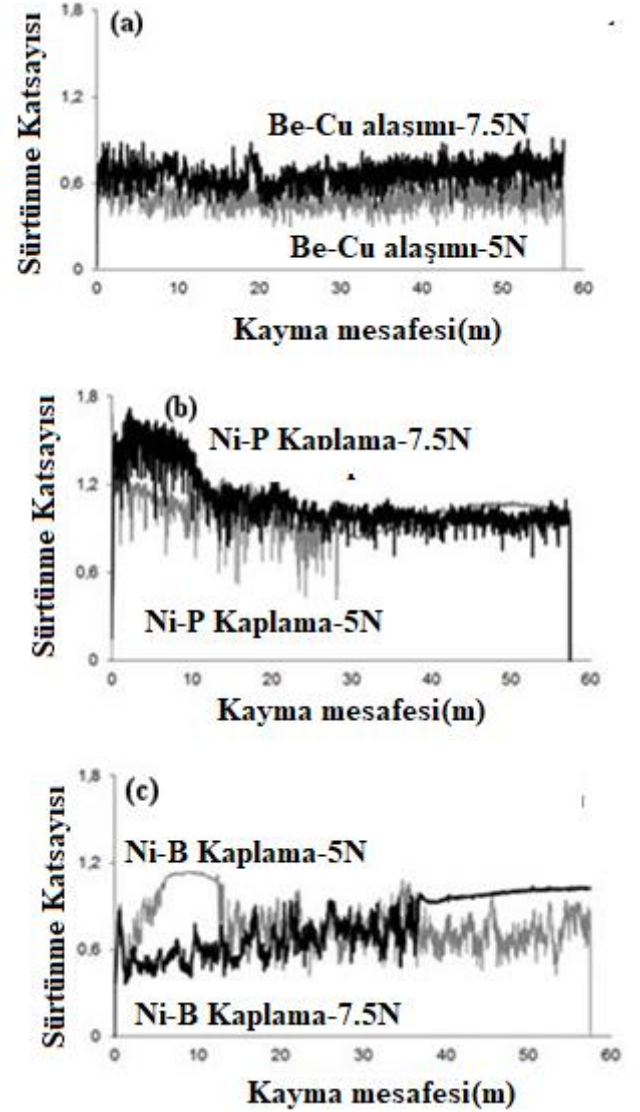 (a)
Sürtünme Katsayısı
1,8
1,2
0,6
0
Be-Cu alaşımı-7.5N
Be-Cu alaşımı-5N
0 10 20 30 40 50 60
Kayma mesafesi(m)
(b)
Sürtünme Katsayısı
1,8
1,2
0,6
0
Ni-P Kaplama-7.5N
Ni-P Kaplama-5N
0 10 20 30 40 50 60
Kayma mesafesi(m)
(c)
Sürtünme Katsayısı
1,8
1,2
0,6
0
Ni-B Kaplama-5N
Ni-B Kaplama-7.5N
0 10 20 30 40 50 60
Kayma mesafesi(m)